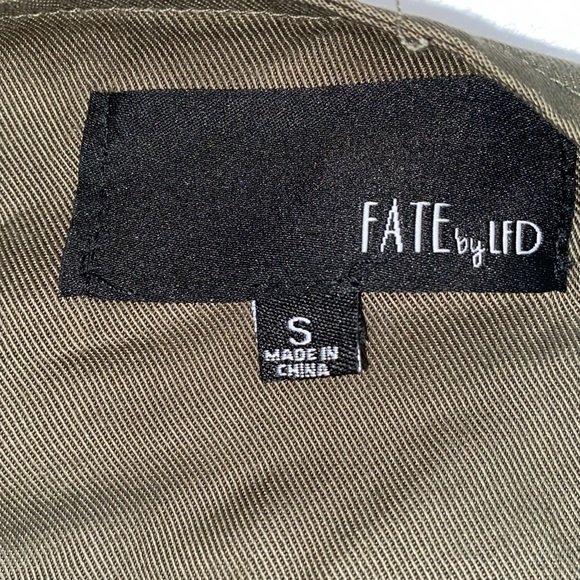 FATE by LFD
S
MADE IN
CHINA